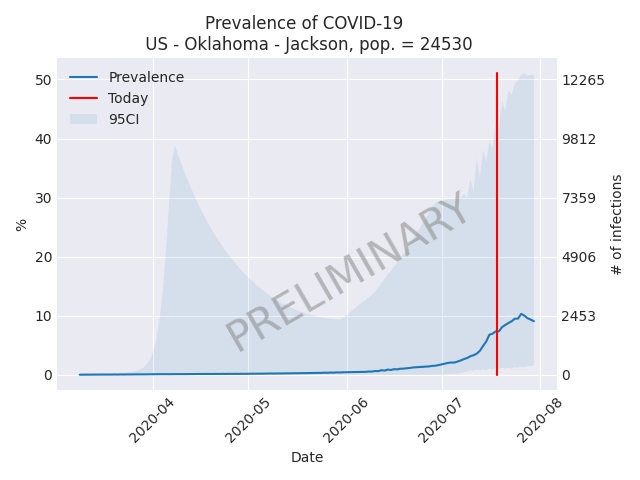 Prevalence of COVID-19
US - Oklahoma - Jackson, pop. = 24530
Prevalence
Today
95CI
50
40
30
20
10
0
%
12265
9812
7359
4906
2453
0
# of infections
PRELIMINARY
2020-04
2020-05
2020-06
2020-07
2020-08
Date